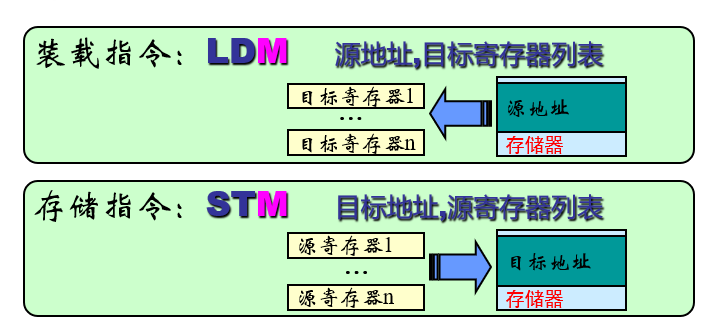 装载指令：LDM 源地址,目标寄存器列表
目标寄存器1
…
目标寄存器n
源地址
存储器
存储指令：STM 目标地址,源寄存器列表
源寄存器1
…
源寄存器n
目标地址
存储器